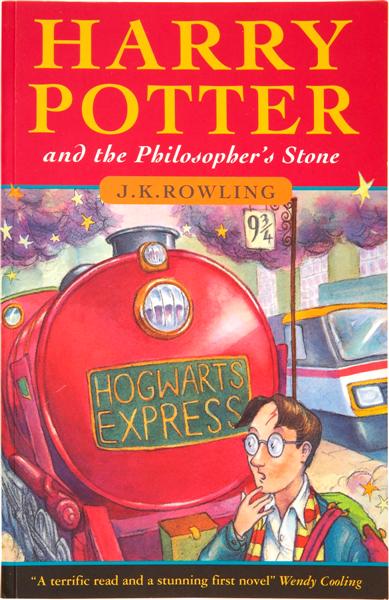 HARRY
POTTER
and the Philosopher's Stone
J.K.ROWLING
9¾
HOGWARTS
EXPRESS
"A terrific read and a stunning first novel" Wendy Cooling